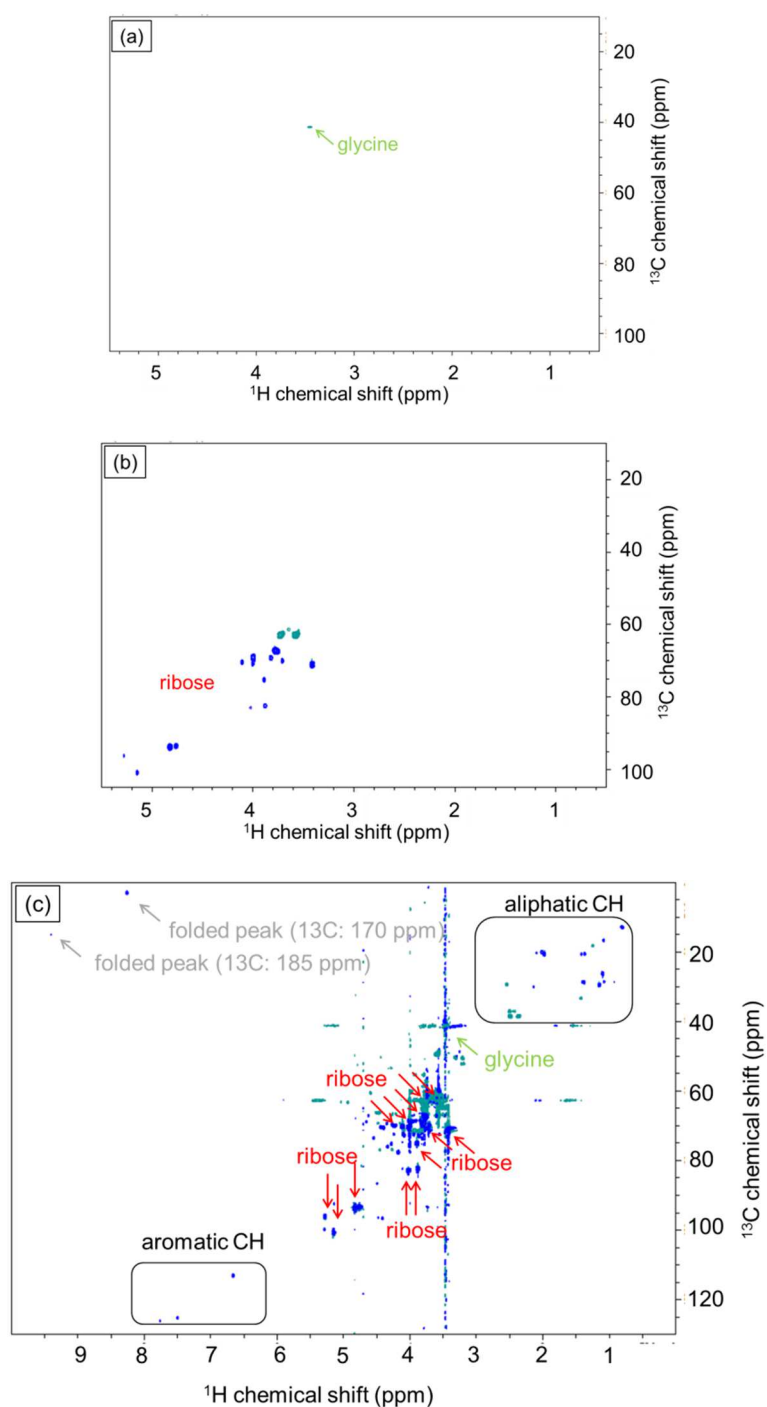 (a)
glycine
20
40
60
80
100
¹³C chemical shift (ppm)
5 4 3 2 1
¹H chemical shift (ppm)
(b)
ribose
20
40
60
80
100
¹³C chemical shift (ppm)
5 4 3 2 1
¹H chemical shift (ppm)
(c)
folded peak (13C: 170 ppm)
folded peak (13C: 185 ppm)
aliphatic CH
glycine
ribose
ribose
ribose
ribose
aromatic CH
20
40
60
80
100
120
¹³C chemical shift (ppm)
9 8 7 6 5 4 3 2 1 0
¹H chemical shift (ppm)